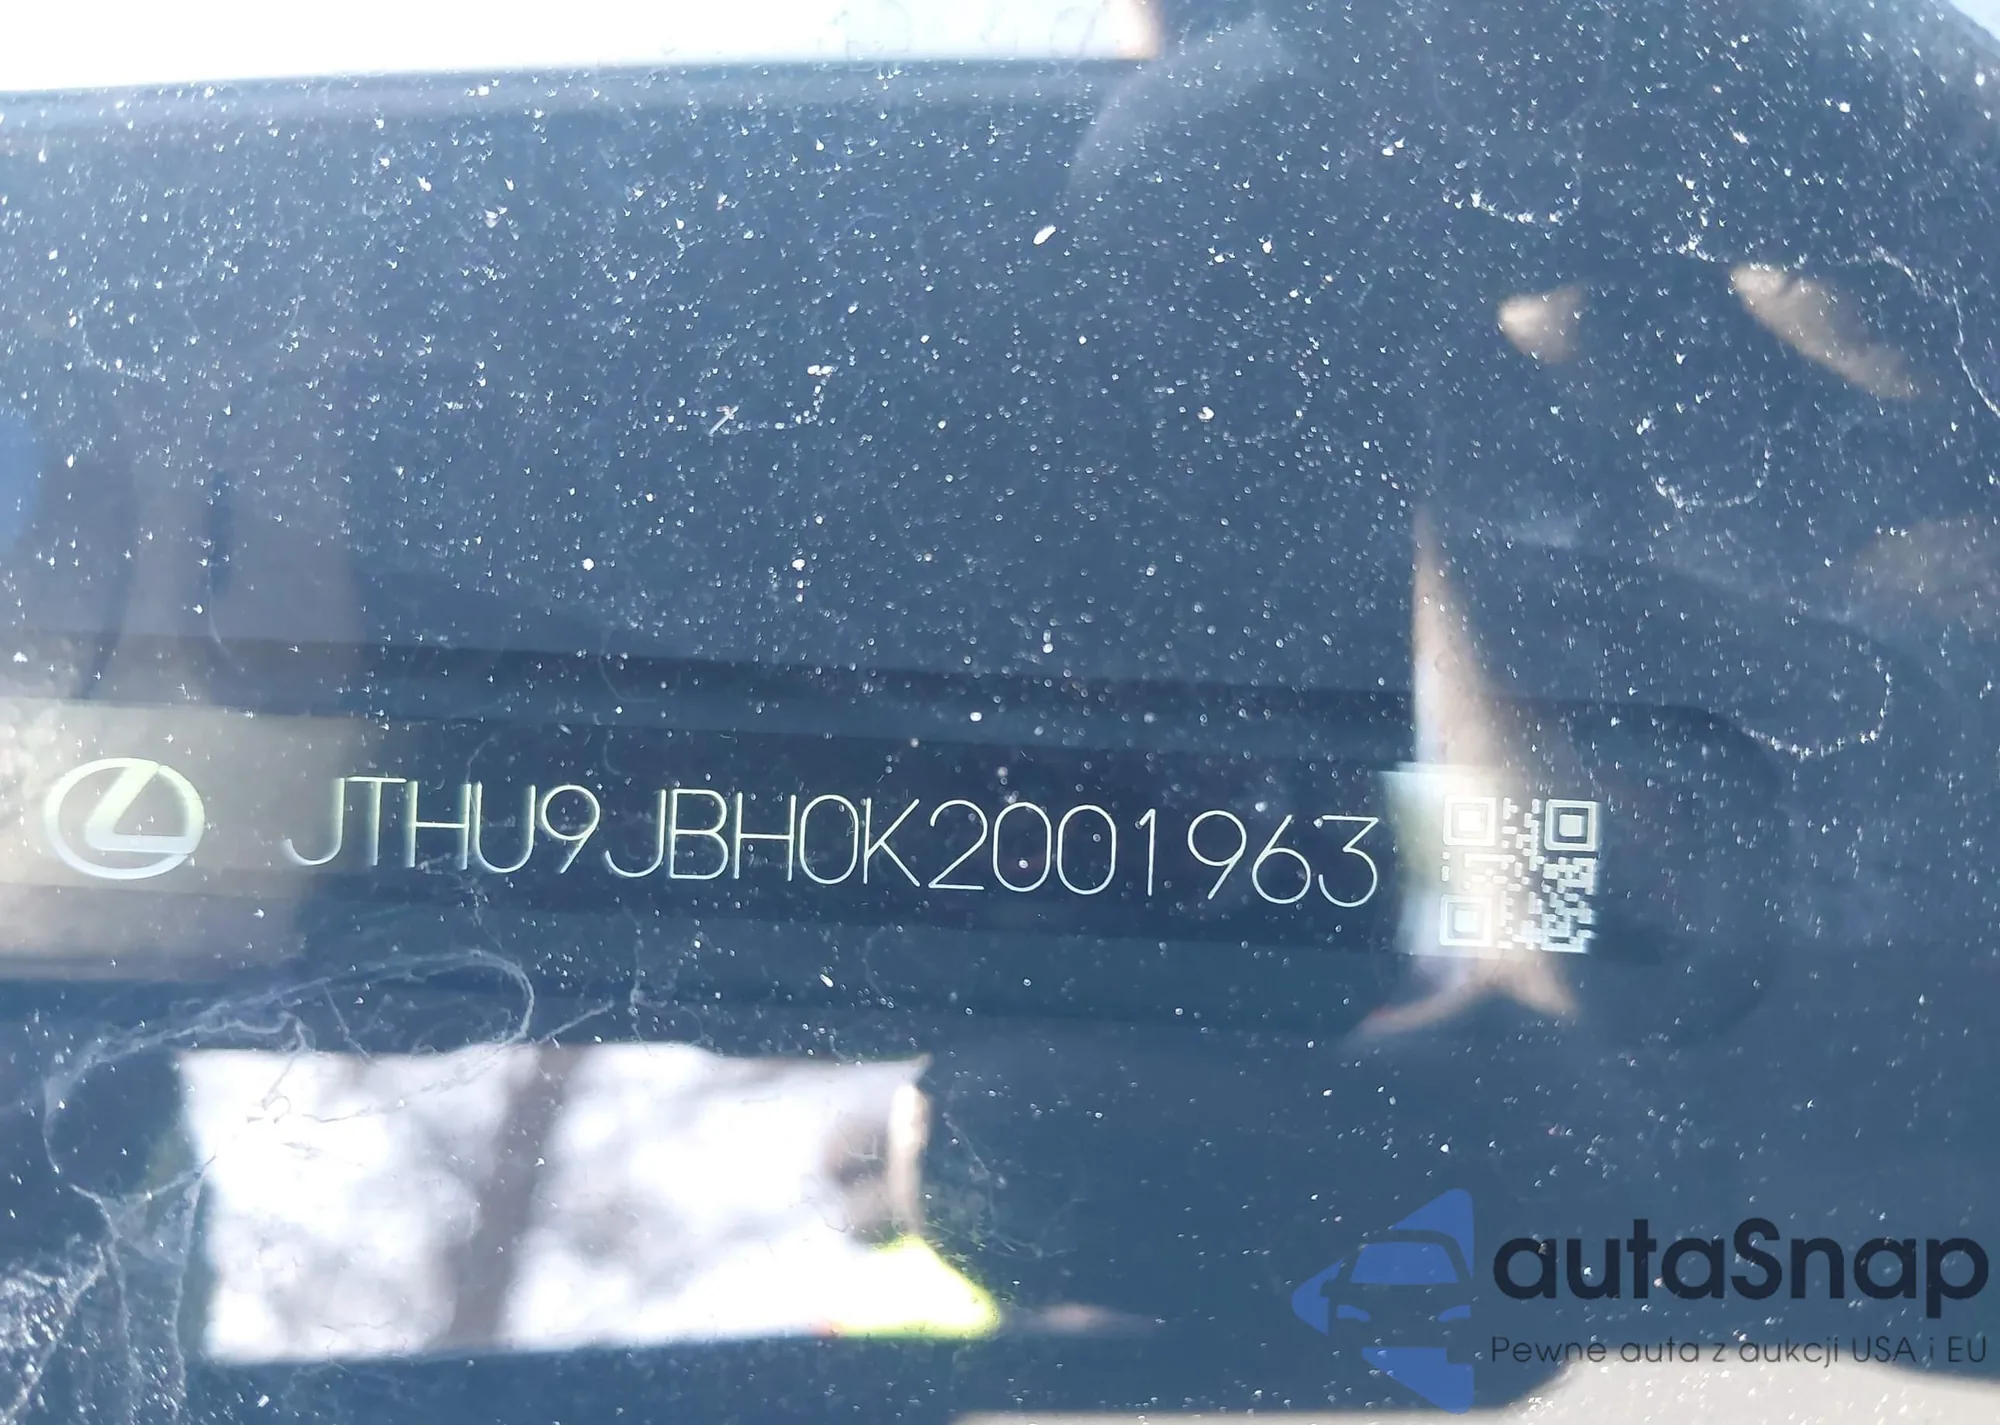 JTHU9JBH0K2001963
autaSnap
Pewne auta z aukcji USA i EU